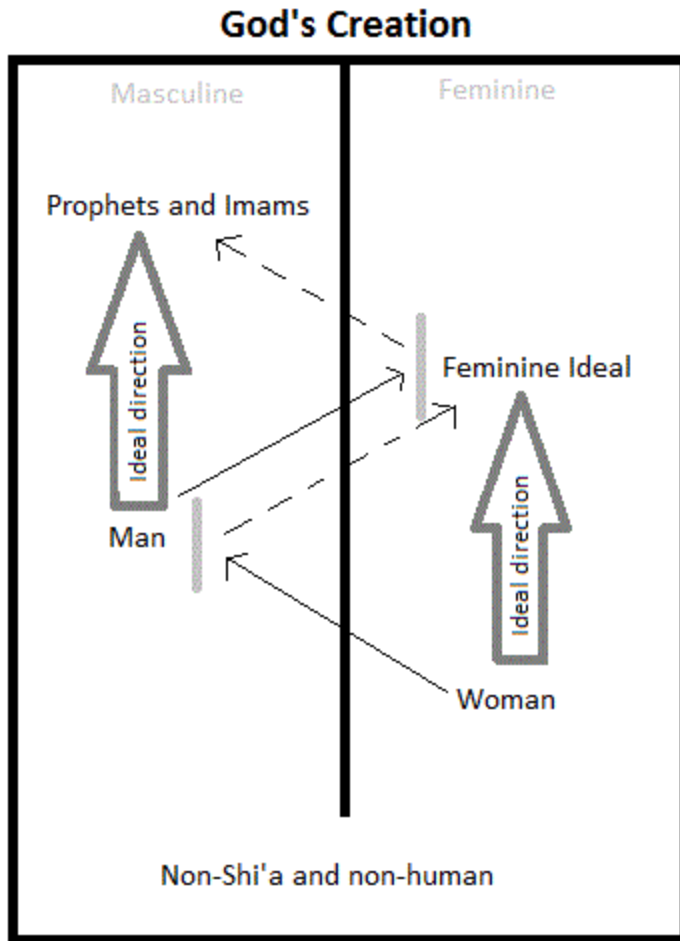 God's Creation
Masculine
Feminine
Prophets and Imams
Ideal direction
Feminine Ideal
Man
Ideal direction
Woman
Non-Shi'a and non-human